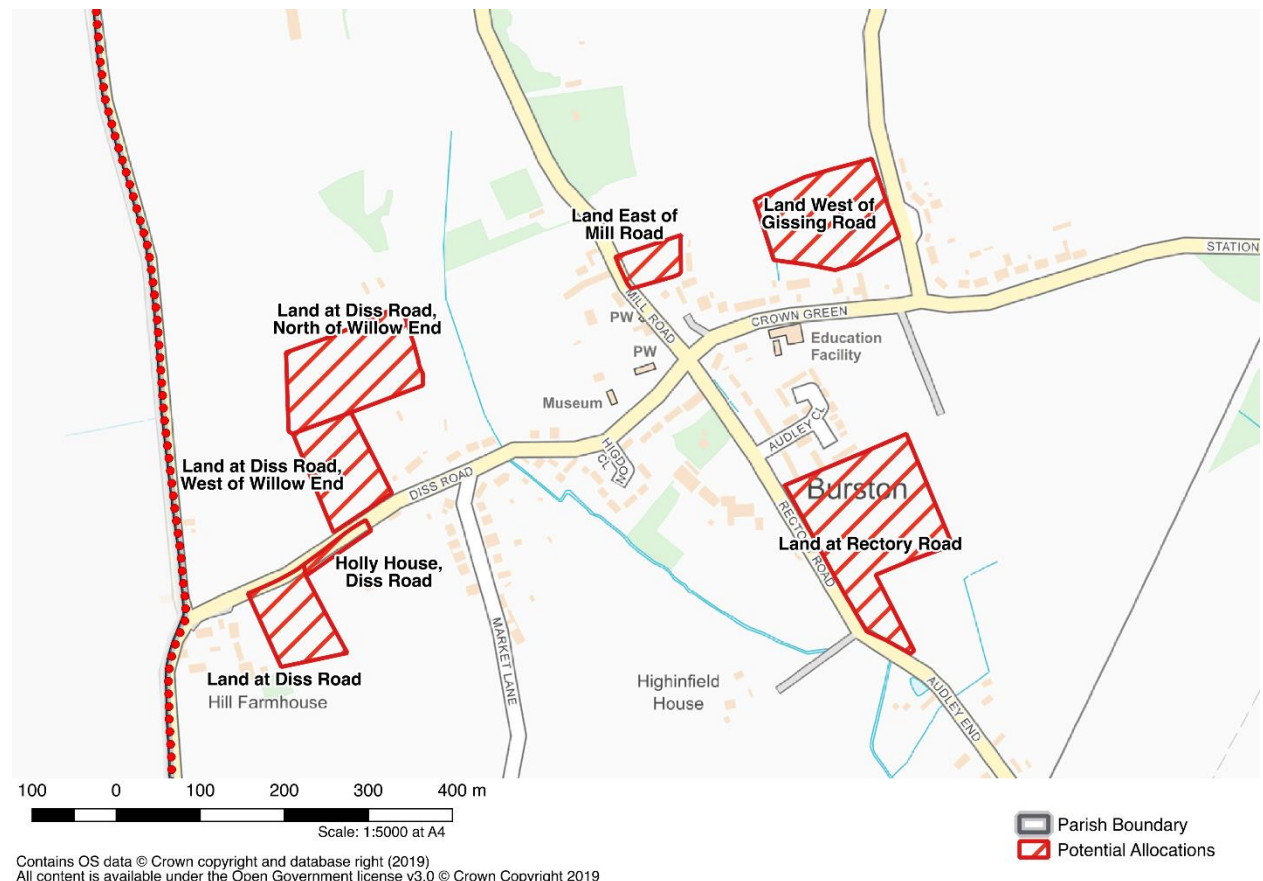 Land East of
Mill Road
Land West of
Gissing Road
STATION
MILL ROAD
CROWN GREEN
PW
PW
Education
Facility
Land at Diss Road,
North of Willow End
Museum
HIGDON
CL
AUDLEY CL
Land at Diss Road,
West of Willow End
DISS ROAD
Burston
RECTORY ROAD
Land at Rectory Road
Holly House,
Diss Road
MARKET LANE
Land at Diss Road
Hill Farmhouse
Highinfield
House
AUDLEY END
100 0 100 200 300 400 m
Scale: 1:5000 at A4
Parish Boundary
Potential Allocations
Contains OS data © Crown copyright and database right (2019)
All content is available under the Open Government license v3.0 © Crown Copyright 2019